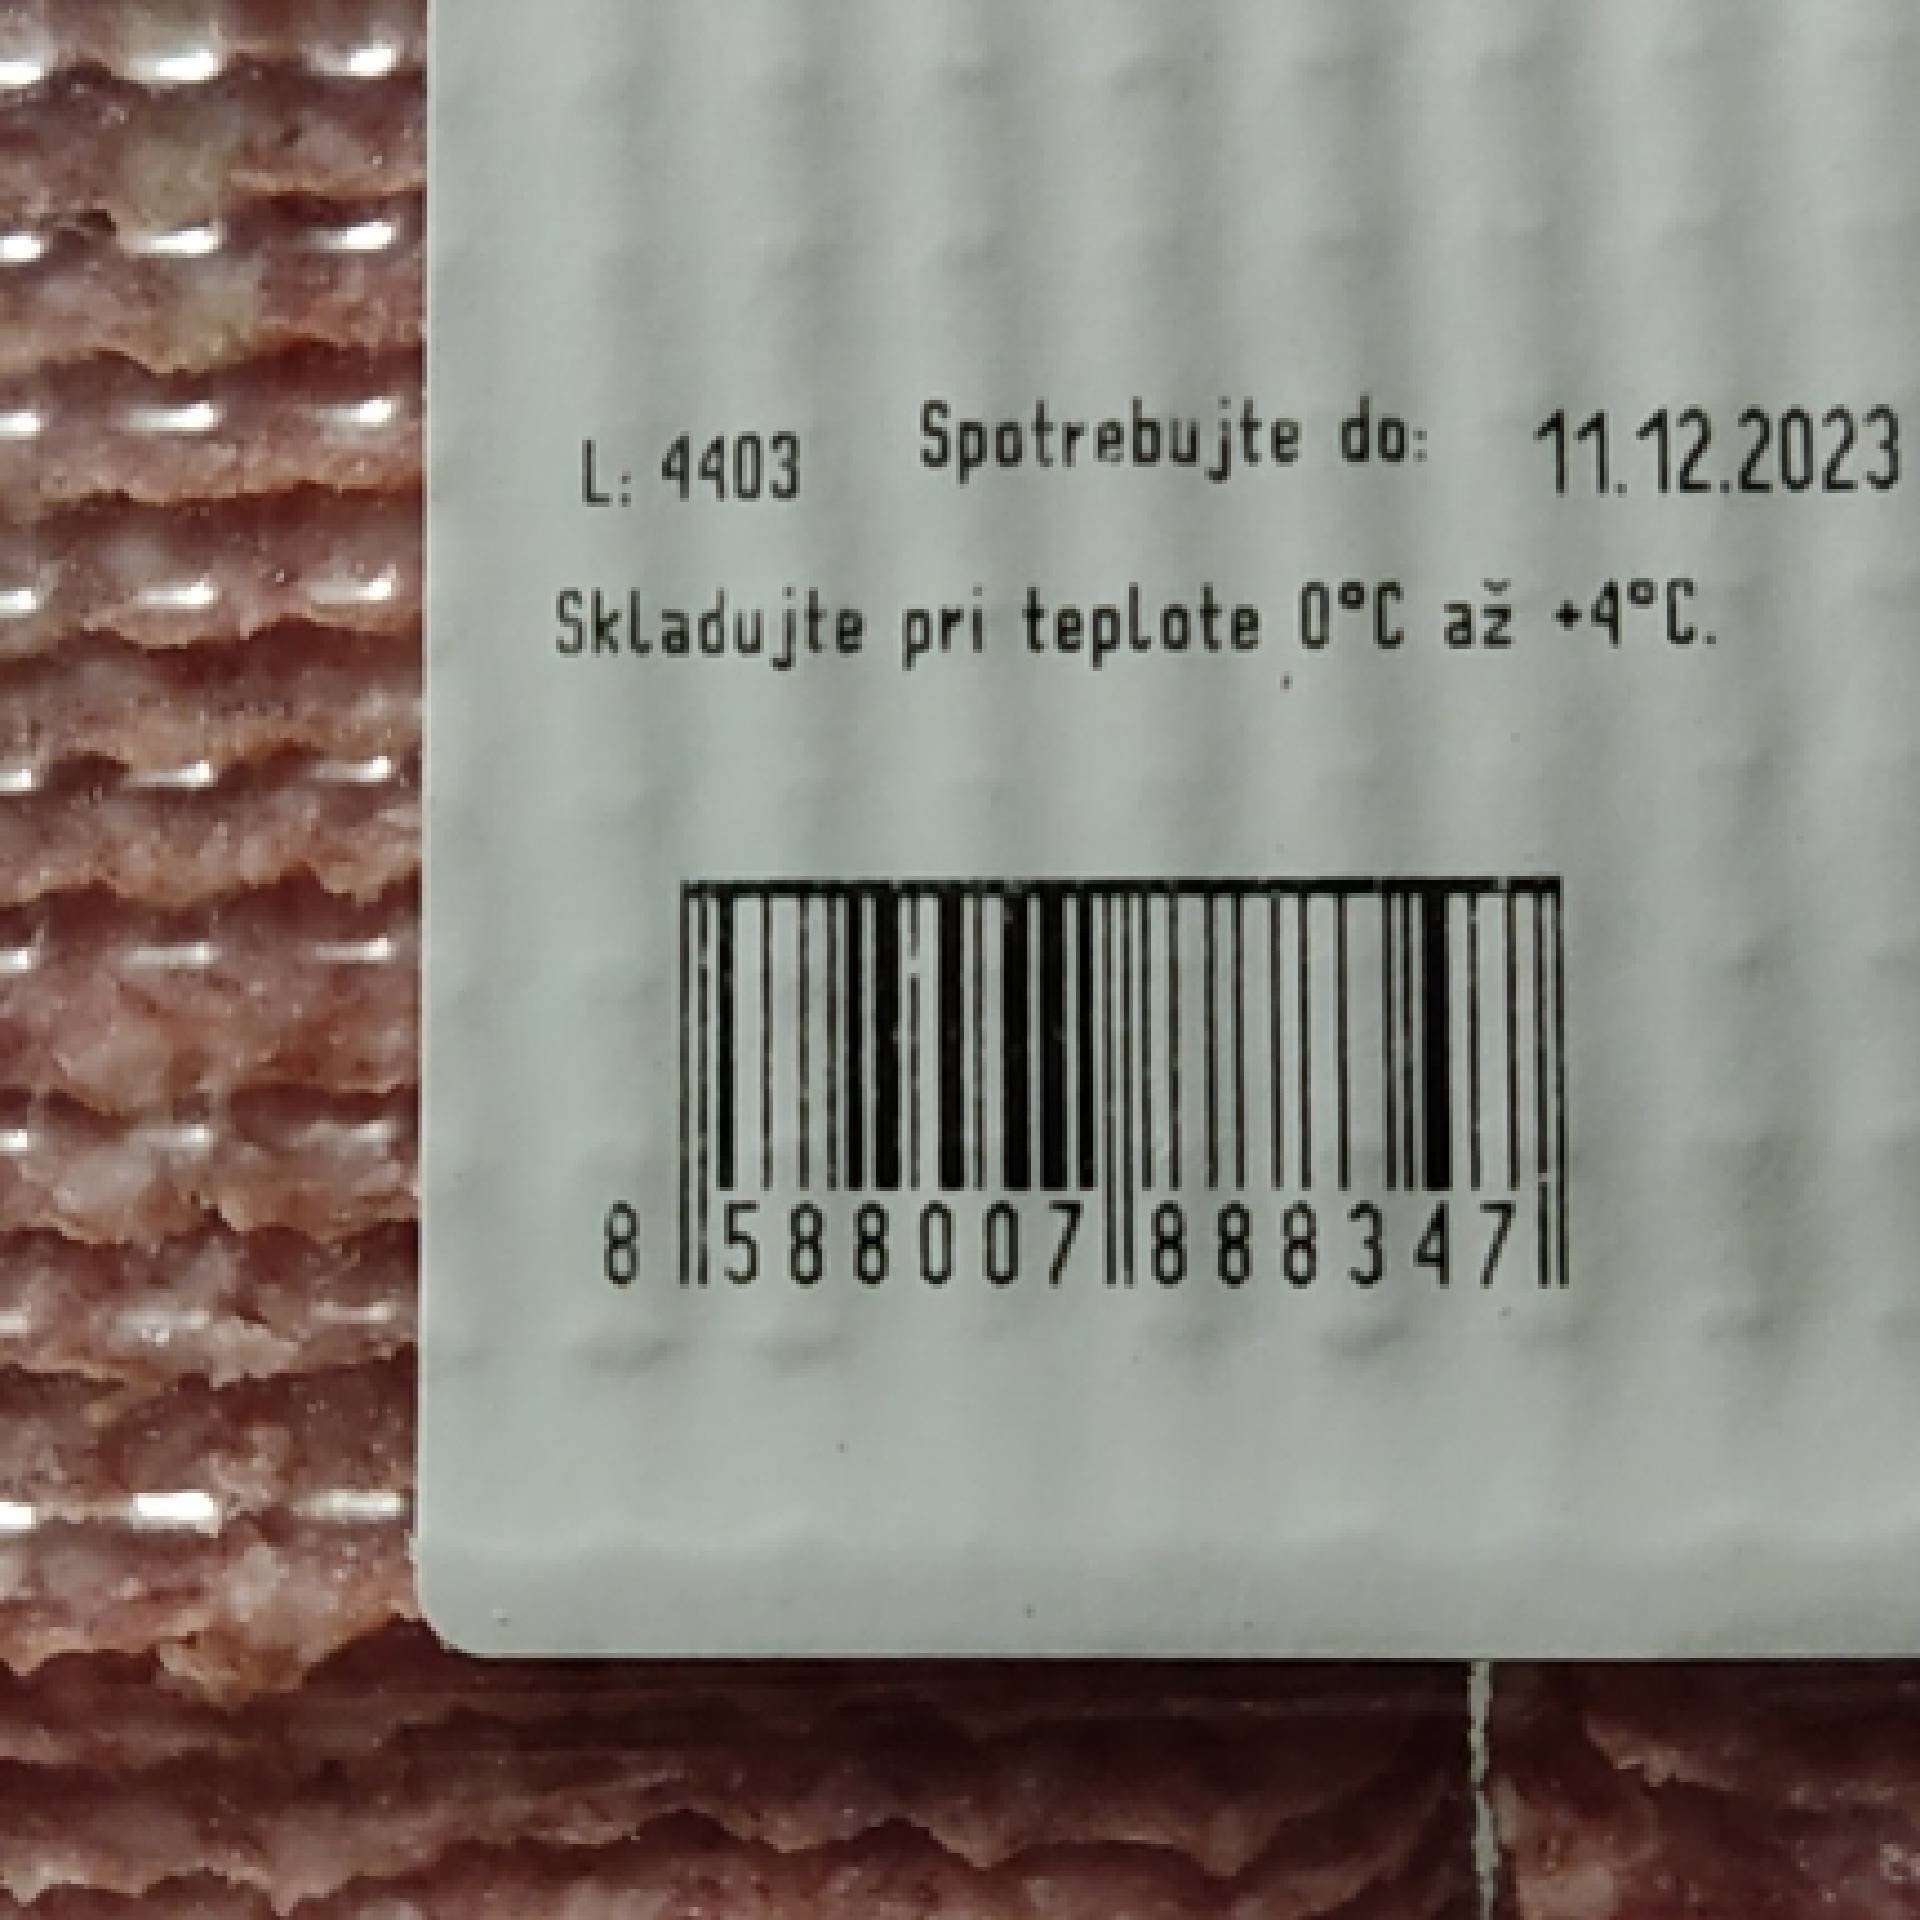 L: 4403 Spotrebujte do: 11.12.2023
Skladujte pri teplote 0°C až +4°C.
8 588007 888347